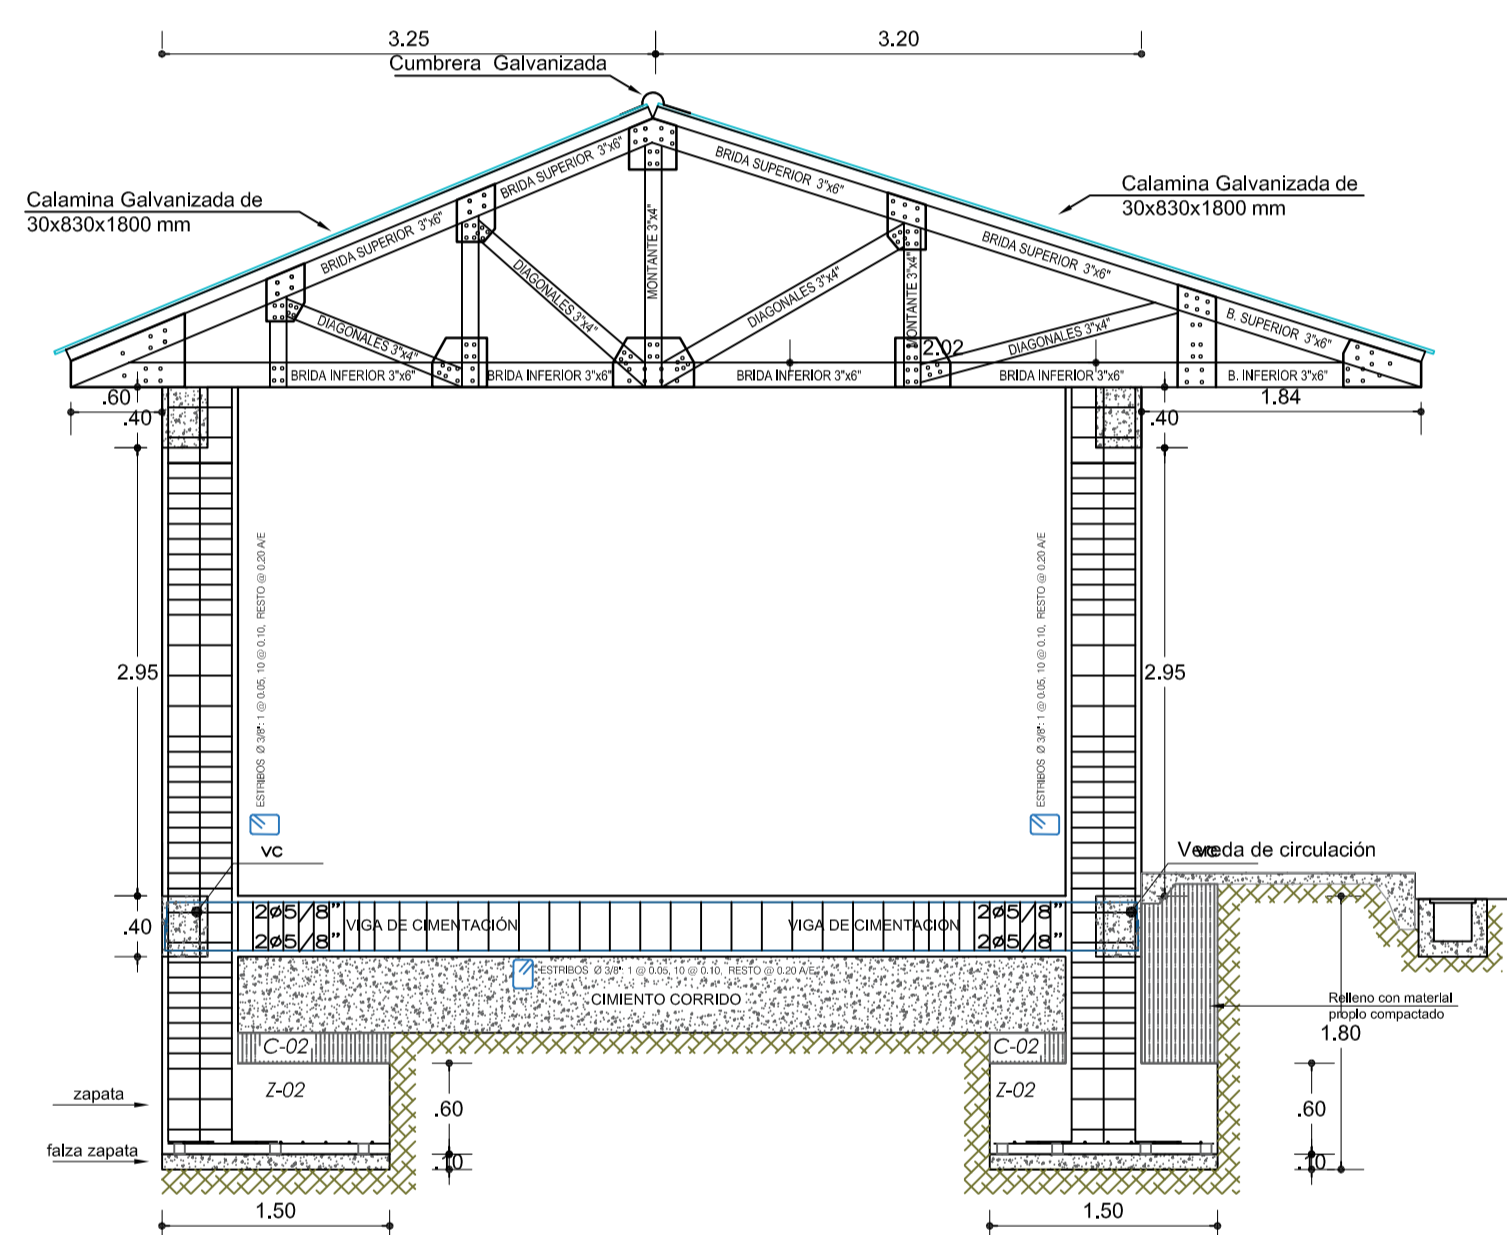 3.25
3.20
Cumbrera Galvanizada
Calamina Galvanizada de
30x830x1800 mm
Calamina Galvanizada de
30x830x1800 mm
BRIDA SUPERIOR 3"x6"
BRIDA SUPERIOR 3"x6"
BRIDA SUPERIOR 3"x6"
BRIDA SUPERIOR 3"x6"
B. SUPERIOR 3"x6"
MONTANTE 3"x4"
MONTANTE 3"x4"
DIAGONALES 3"x4"
DIAGONALES 3"x4"
DIAGONALES 3"x4"
DIAGONALES 3"x4"
2.02
BRIDA INFERIOR 3"x6"
BRIDA INFERIOR 3"x6"
BRIDA INFERIOR 3"x6"
BRIDA INFERIOR 3"x6"
B. INFERIOR 3"x6"
.60
1.84
.40
.40
2.95
2.95
ESTRIBOS Ø 3/8": 1 @ 0.05, 10 @ 0.10, RESTO @ 0.20 A/E
ESTRIBOS Ø 3/8": 1 @ 0.05, 10 @ 0.10, RESTO @ 0.20 A/E
VC
Vereda de circulación
vc
.40
2ø5/8"
VIGA DE CIMENTACIÓN
VIGA DE CIMENTACION
2ø5/8"
2ø5/8"
2ø5/8"
ESTRIBOS Ø 3/8": 1 @ 0.05, 10 @ 0.10, RESTO @ 0.20 A/E
CIMIENTO CORRIDO
Relleno con material
propio compactado
1.80
C-02
C-02
Z-02
Z-02
zapata
.60
.60
falza zapata
.10
.10
1.50
1.50